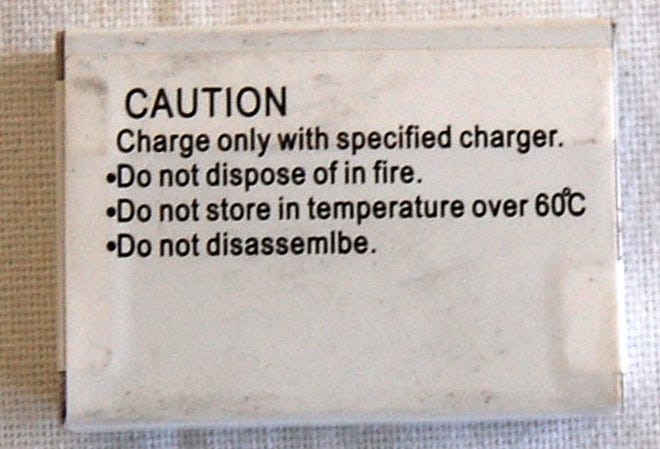 CAUTION
Charge only with specified charger.
•Do not dispose of in fire.
•Do not store in temperature over 60℃
•Do not disassemlbe.